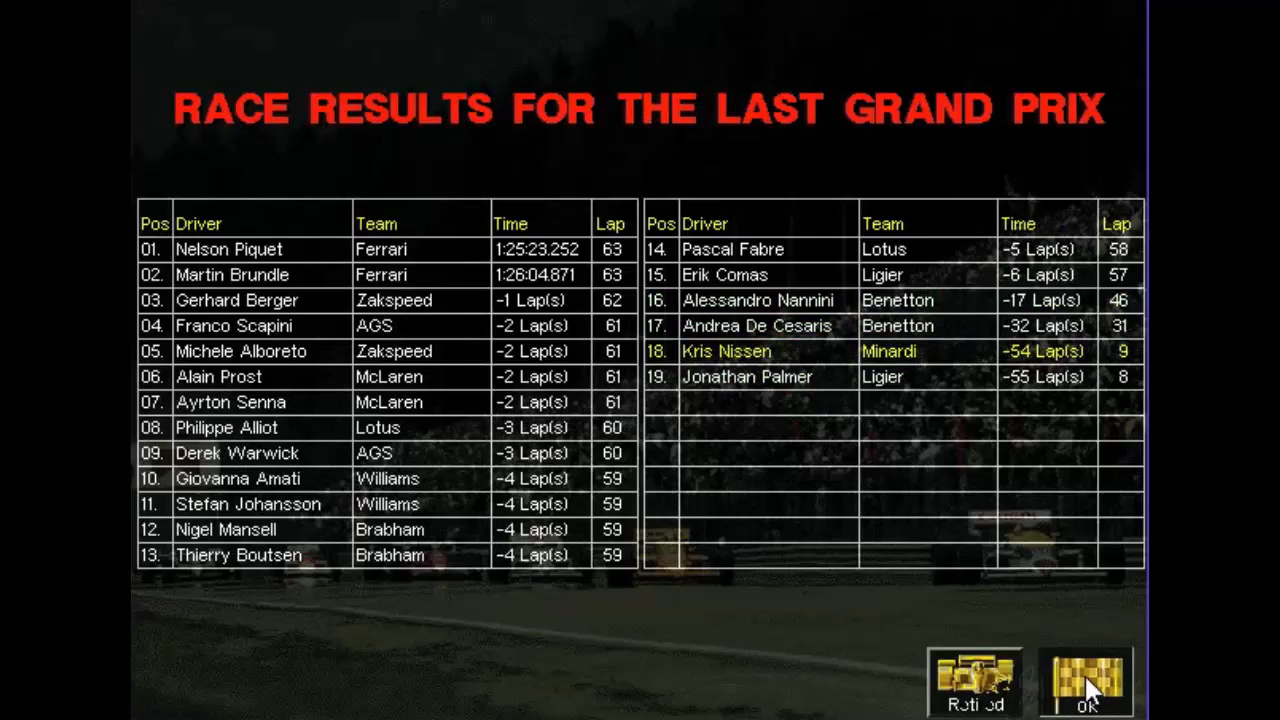 RACE RESULTS FOR THE LAST GRAND PRIX
Pos Driver Team Time Lap
01. Nelson Piquet Ferrari 1:25:23.252 63
02. Martin Brundle Ferrari 1:26:04.871 63
03. Gerhard Berger Zakspeed -1 Lap(s) 62
04. Franco Scapini AGS -2 Lap(s) 61
05. Michele Alboreto Zakspeed -2 Lap(s) 61
06. Alain Prost McLaren -2 Lap(s) 61
07. Ayrton Senna McLaren -2 Lap(s) 61
08. Philippe Alliot Lotus -3 Lap(s) 60
09. Derek Warwick AGS -3 Lap(s) 60
10. Giovanna Amati Williams -4 Lap(s) 59
11. Stefan Johansson Williams -4 Lap(s) 59
12. Nigel Mansell Brabham -4 Lap(s) 59
13. Thierry Boutsen Brabham -4 Lap(s) 59
Pos Driver Team Time Lap
14. Pascal Fabre Lotus -5 Lap(s) 58
15. Erik Comas Ligier -6 Lap(s) 57
16. Alessandro Nannini Benetton -17 Lap(s) 46
17. Andrea De Cesaris Benetton -32 Lap(s) 31
18. Kris Nissen Minardi -54 Lap(s) 9
19. Jonathan Palmer Ligier -55 Lap(s) 8
Retired
OK